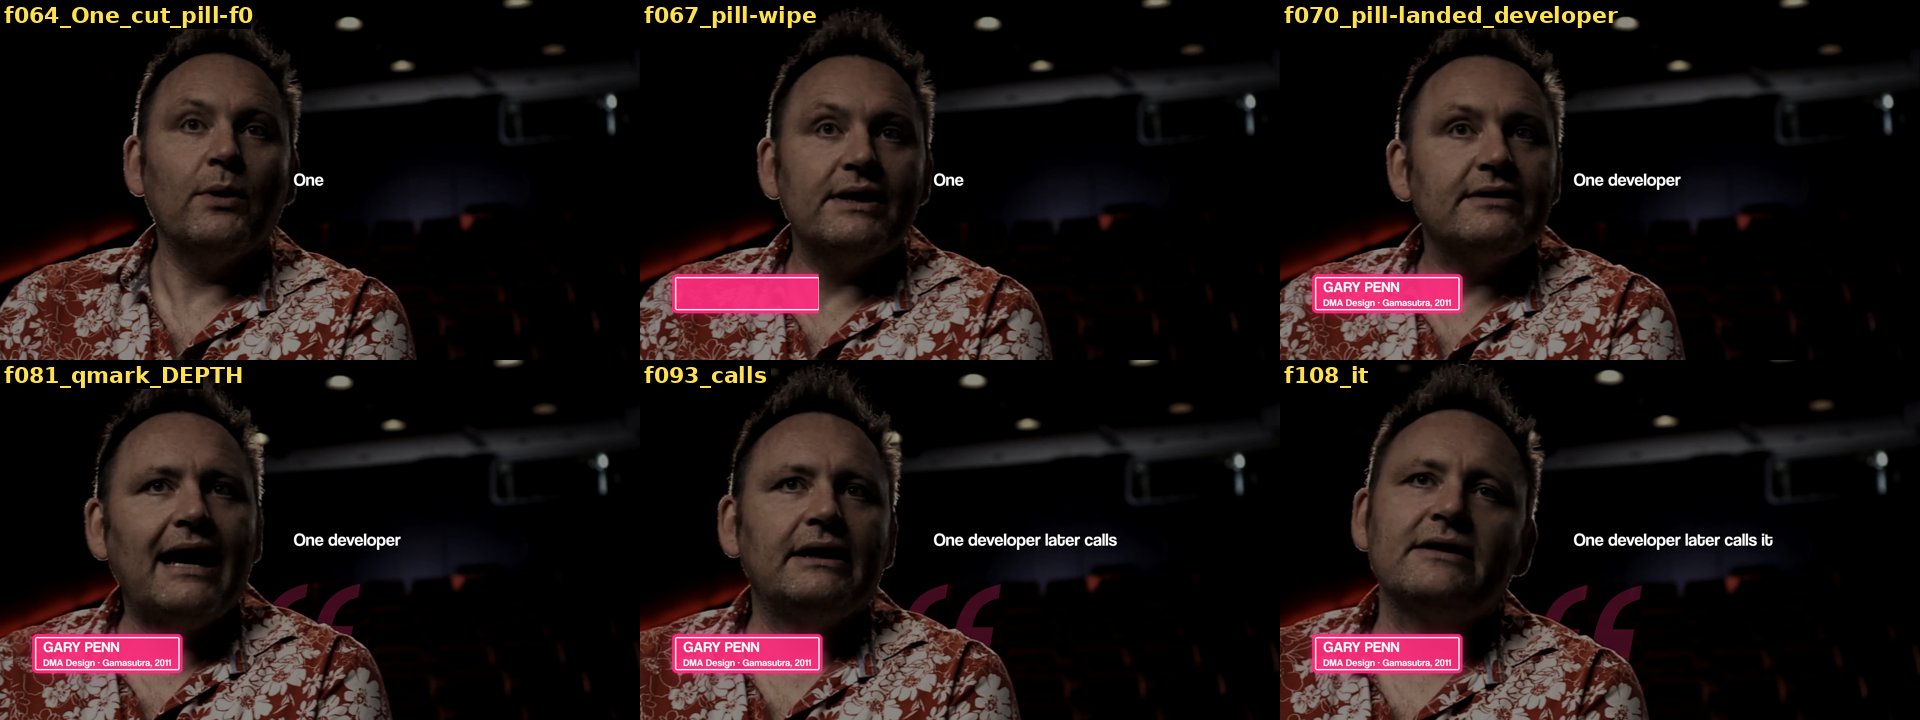 f064_One_cut_pill-f0
One
f067_pill-wipe
One
f070_pill-landed_developer
One developer
GARY PENN
DMA Design · Gamasutra, 2011
f081_qmark_DEPTH
One developer
GARY PENN
DMA Design · Gamasutra, 2011
f093_calls
One developer later calls
GARY PENN
DMA Design · Gamasutra, 2011
f108_it
One developer later calls it
GARY PENN
DMA Design · Gamasutra, 2011